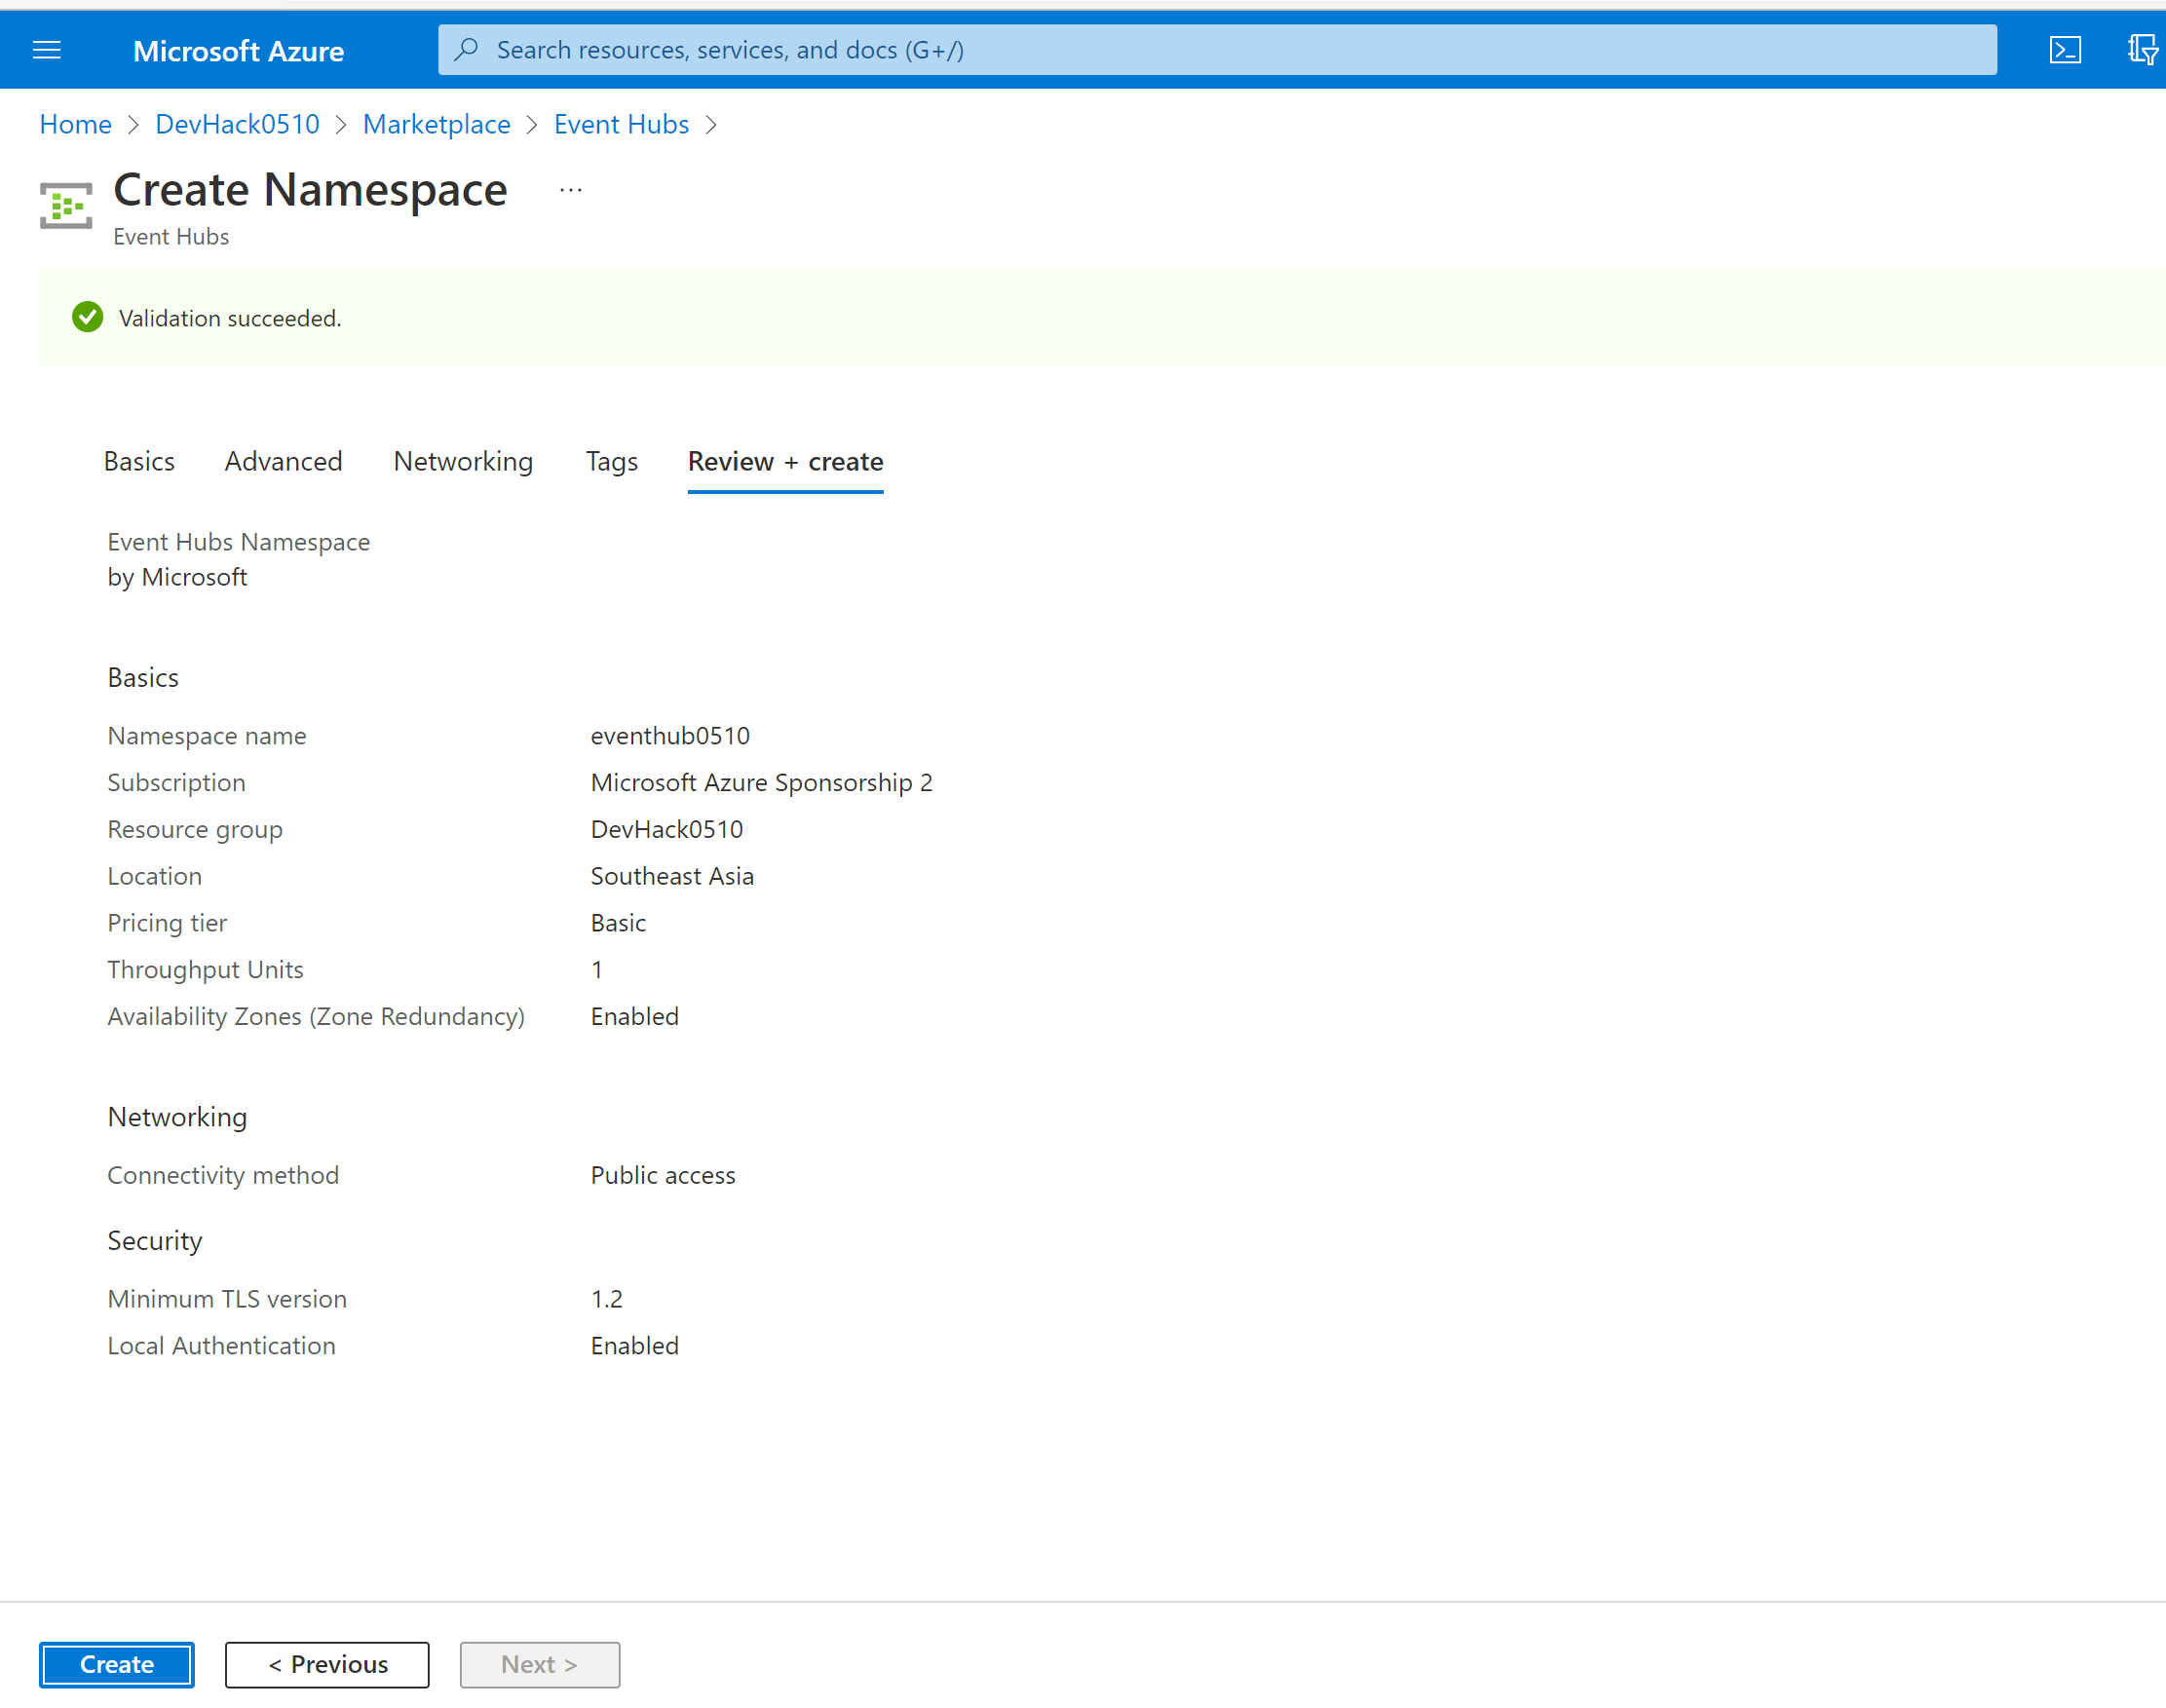 Microsoft Azure
Search resources, services, and docs (G+/)
Home > DevHack0510 > Marketplace > Event Hubs >
Create Namespace ...
Event Hubs
Validation succeeded.
Basics Advanced Networking Tags Review + create
Event Hubs Namespace
by Microsoft
Basics
Namespace name eventhub0510
Subscription Microsoft Azure Sponsorship 2
Resource group DevHack0510
Location Southeast Asia
Pricing tier Basic
Throughput Units 1
Availability Zones (Zone Redundancy) Enabled
Networking
Connectivity method Public access
Security
Minimum TLS version 1.2
Local Authentication Enabled
Create < Previous Next >